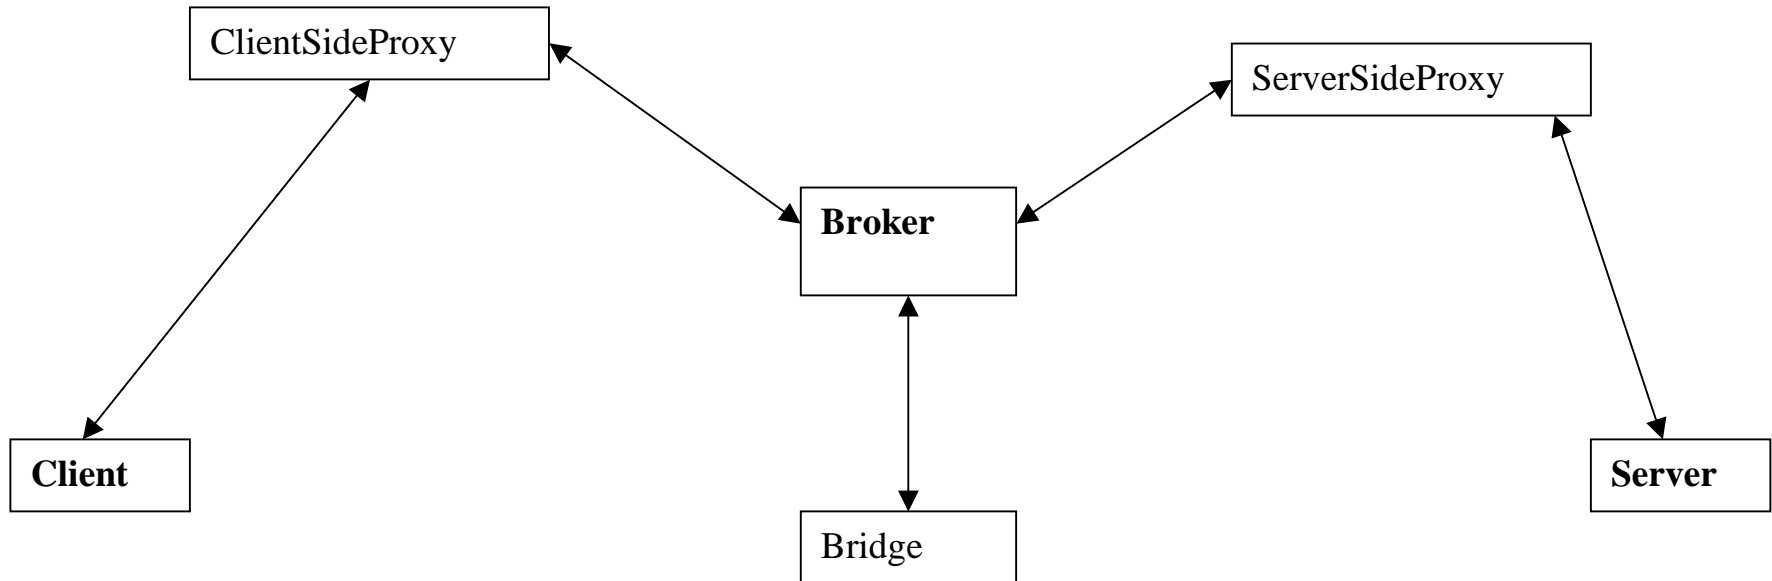 ClientSideProxy
ServerSideProxy
Broker
Client
Server
Bridge